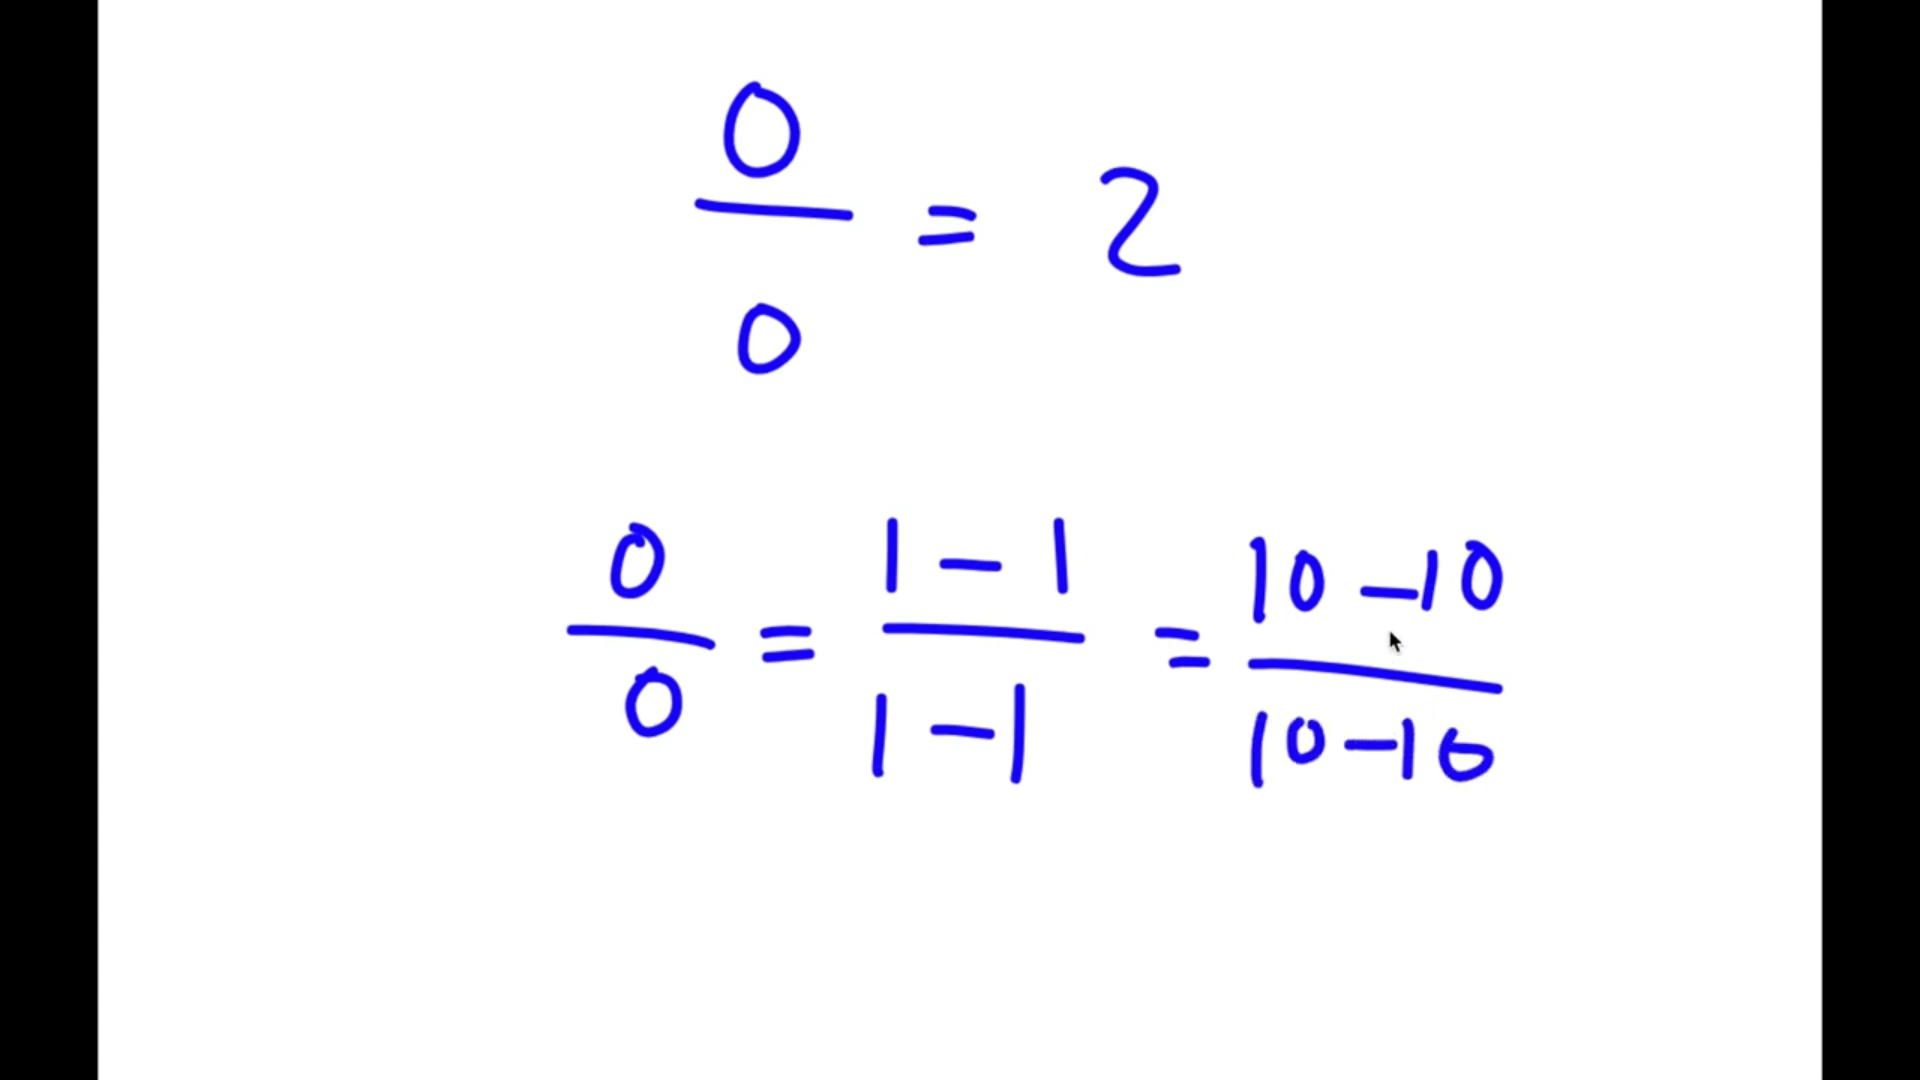 0/0 = 2
0/0 = 1 - 1/1 - 1 = 10 - 10/10 - 10